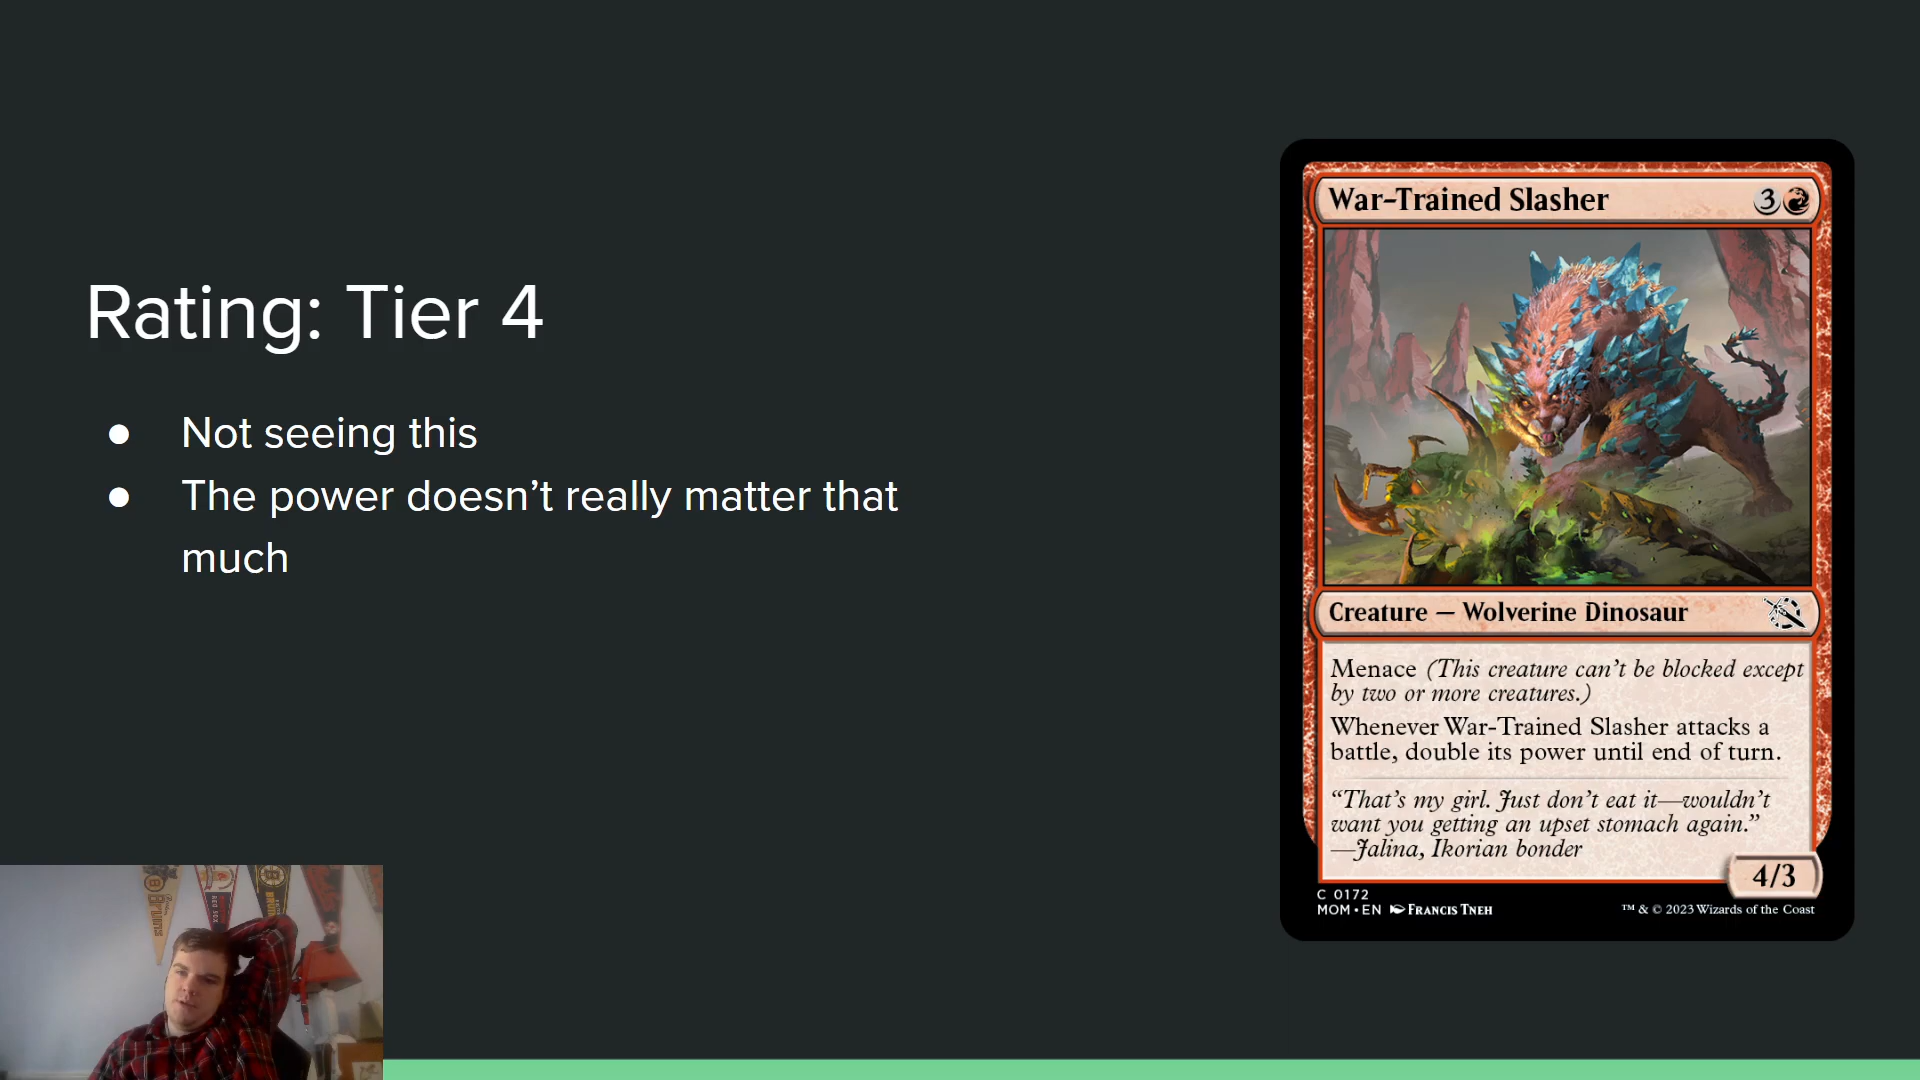 Rating: Tier 4
● Not seeing this
● The power doesn’t really matter that
much
War-Trained Slasher 3
Creature — Wolverine Dinosaur
Menace (This creature can’t be blocked except
by two or more creatures.)
Whenever War-Trained Slasher attacks a
battle, double its power until end of turn.
“That’s my girl. Just don’t eat it—wouldn’t
want you getting an upset stomach again.”
—Jalina, Ikorian bonder
4/3
C 0172
MOM • EN Francis Tneh
™ & © 2023 Wizards of the Coast